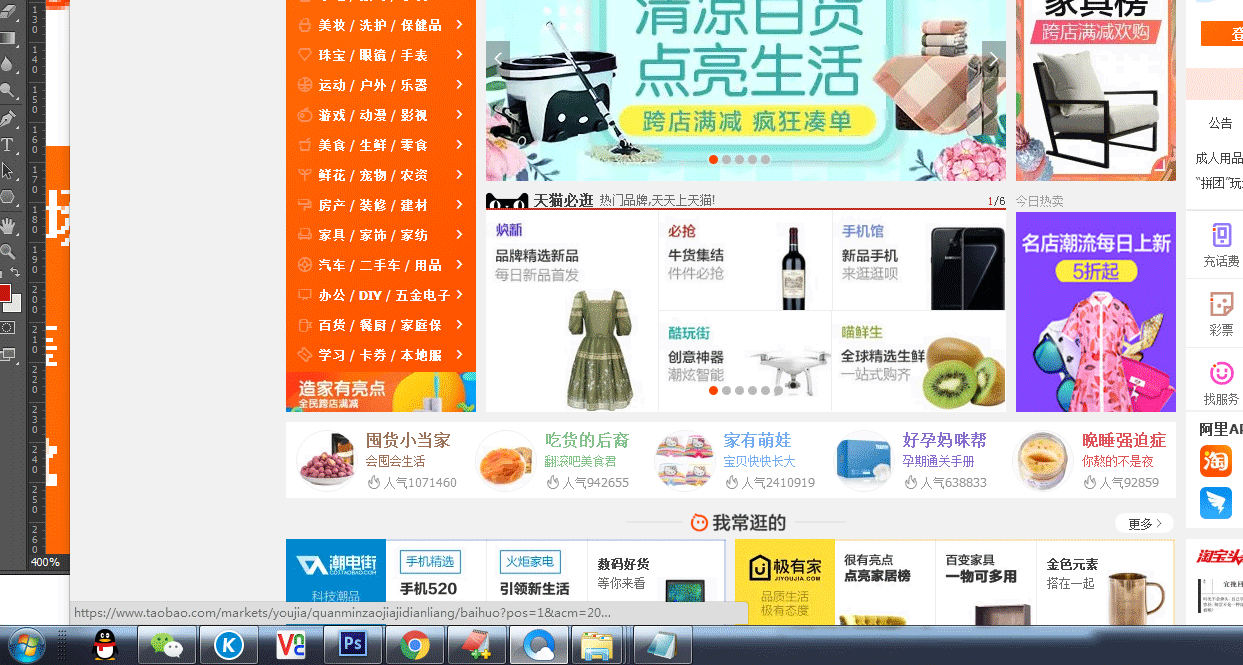 美妆 / 洗护 / 保健品
珠宝 / 眼镜 / 手表
运动 / 户外 / 乐器
游戏 / 动漫 / 影视
美食 / 生鲜 / 零食
鲜花 / 宠物 / 农资
房产 / 装修 / 建材
家具 / 家饰 / 家纺
汽车 / 二手车 / 用品
办公 / DIY / 五金电子
百货 / 餐厨 / 家庭保
学习 / 卡券 / 本地服
造家有亮点
全民跨店满减
清凉百货
点亮生活
跨店满减 疯狂凑单
家具榜
跨店满减欢购
天猫必逛 热门品牌,天天上天猫! 1/6
焕新
品牌精选新品
每日新品首发
必抢
牛货集结
件件必抢
手机馆
新品手机
来逛逛呗
酷玩街
创意神器
潮炫智能
喵鲜生
全球精选生鲜
一站式购齐
今日热卖
名店潮流每日上新
5折起
登
公告
成人用品
“拼团”玩
充话费
彩票
找服务
阿里AP
淘
囤货小当家
会囤会生活
人气1071460
吃货的后裔
翻滚吧美食君
人气942655
家有萌娃
宝贝快快长大
人气2410919
好孕妈咪帮
孕期通关手册
人气638833
晚睡强迫症
你熬的不是夜
人气92859
我常逛的
更多
潮电街
CD.TAOBAO.COM
科技潮品
手机精选
手机520
火炬家电
引领新生活
数码好货
等你来看
极有家
JIYOUJIA.COM
品质生活
极有态度
很有亮点
点亮家居榜
百变家具
一物可多用
金色元素
搭在一起
淘宝头
https://www.taobao.com/markets/youjia/quanminzaojiajidianliang/baihuo?pos=1&acm=20...
130
140
150
160
170
180
190
200
210
220
230
240
250
260
400%
K
VNC
Ps